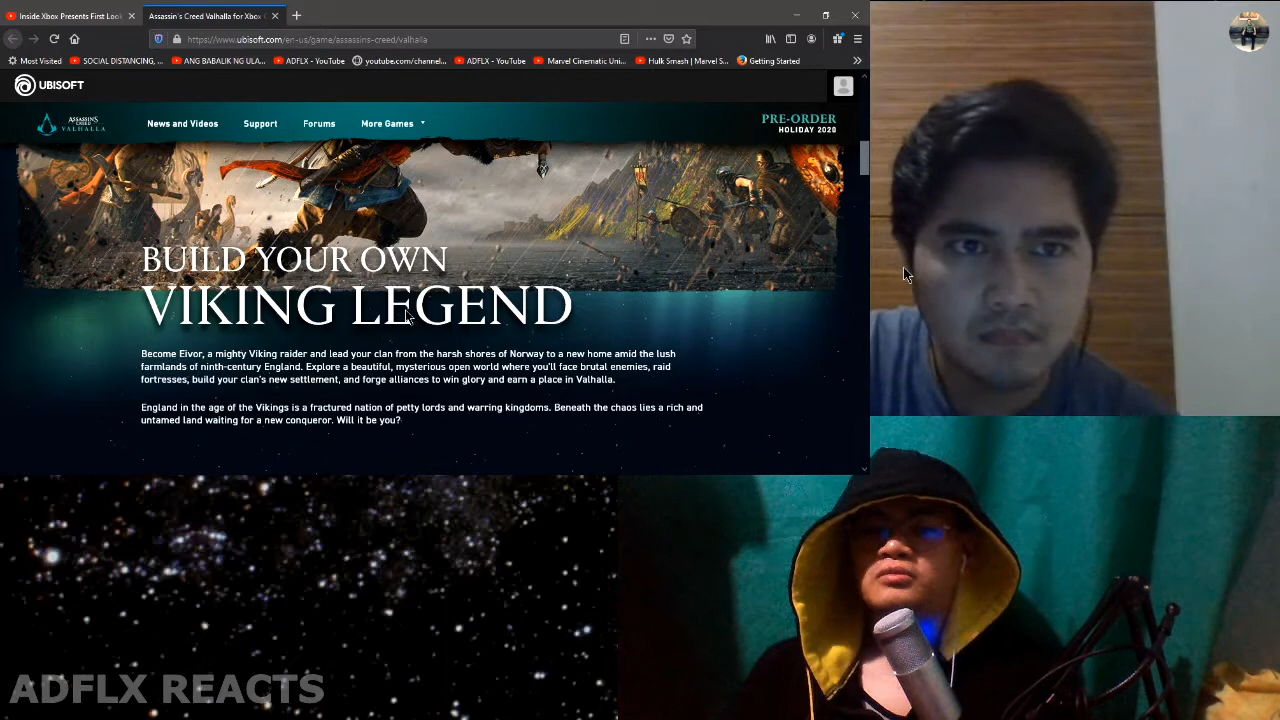 Inside Xbox Presents First Look
Assassin's Creed Valhalla for Xbox
https://www.ubisoft.com/en-us/game/assassins-creed/valhalla
Most Visited
SOCIAL DISTANCING, ...
ANG BABALIK NG ULA...
ADFLX - YouTube
youtube.com/channel...
ADFLX - YouTube
Marvel Cinematic Uni...
Hulk Smash | Marvel S...
Getting Started
UBISOFT
ASSASSIN'S
CREED
VALHALLA
News and Videos
Support
Forums
More Games
PRE-ORDER
HOLIDAY 2020
BUILD YOUR OWN
VIKING LEGEND
Become Eivor, a mighty Viking raider and lead your clan from the harsh shores of Norway to a new home amid the lush
farmlands of ninth-century England. Explore a beautiful, mysterious open world where you'll face brutal enemies, raid
fortresses, build your clan's new settlement, and forge alliances to win glory and earn a place in Valhalla.
England in the age of the Vikings is a fractured nation of petty lords and warring kingdoms. Beneath the chaos lies a rich and
untamed land waiting for a new conqueror. Will it be you?
ADFLX REACTS